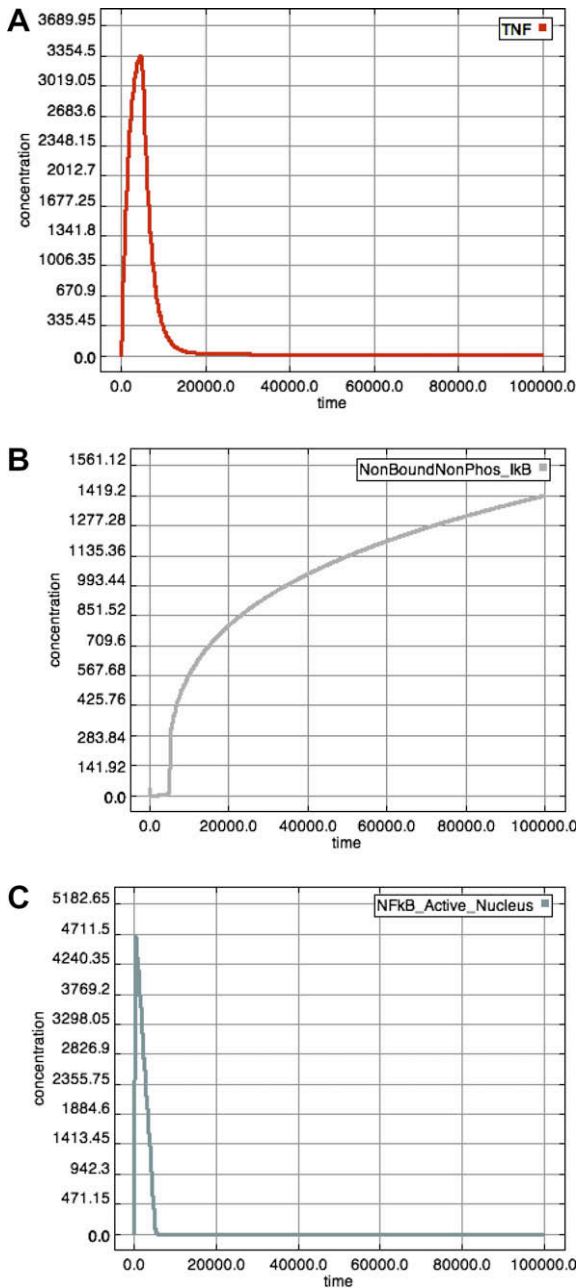 A
3689.95
TNF
3354.5
3019.05
2683.6
2348.15
2012.7
1677.25
1341.8
1006.35
670.9
335.45
0.0
concentration
0.0 20000.0 40000.0 60000.0 80000.0 100000.0
time
B
1561.12
NonBoundNonPhos_IkB
1419.2
1277.28
1135.36
993.44
851.52
709.6
567.68
425.76
283.84
141.92
0.0
concentration
0.0 20000.0 40000.0 60000.0 80000.0 100000.0
time
C
5182.65
NFkB_Active_Nucleus
4711.5
4240.35
3769.2
3298.05
2826.9
2355.75
1884.6
1413.45
942.3
471.15
0.0
concentration
0.0 20000.0 40000.0 60000.0 80000.0 100000.0
time